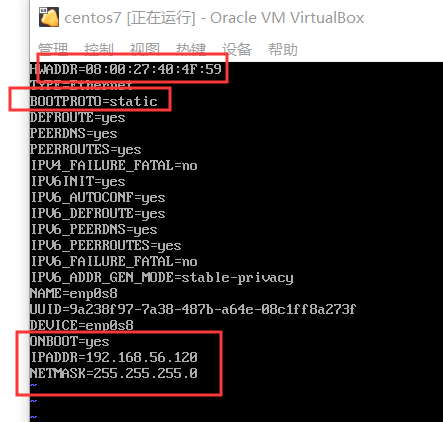 centos7 [正在运行] - Oracle VM VirtualBox
管理 控制 视图 热键 设备 帮助
HWADDR=08:00:27:40:4F:59
TYPE=Ethernet
BOOTPROTO=static
DEFROUTE=yes
PEERDNS=yes
PEERROUTES=yes
IPV4_FAILURE_FATAL=no
IPV6INIT=yes
IPV6_AUTOCONF=yes
IPV6_DEFROUTE=yes
IPV6_PEERDNS=yes
IPV6_PEERROUTES=yes
IPV6_FAILURE_FATAL=no
IPV6_ADDR_GEN_MODE=stable-privacy
NAME=enp0s8
UUID=9a238f97-7a38-487b-a64e-08c1ff8a273f
DEVICE=enp0s8
ONBOOT=yes
IPADDR=192.168.56.120
NETMASK=255.255.255.0
~
~
~